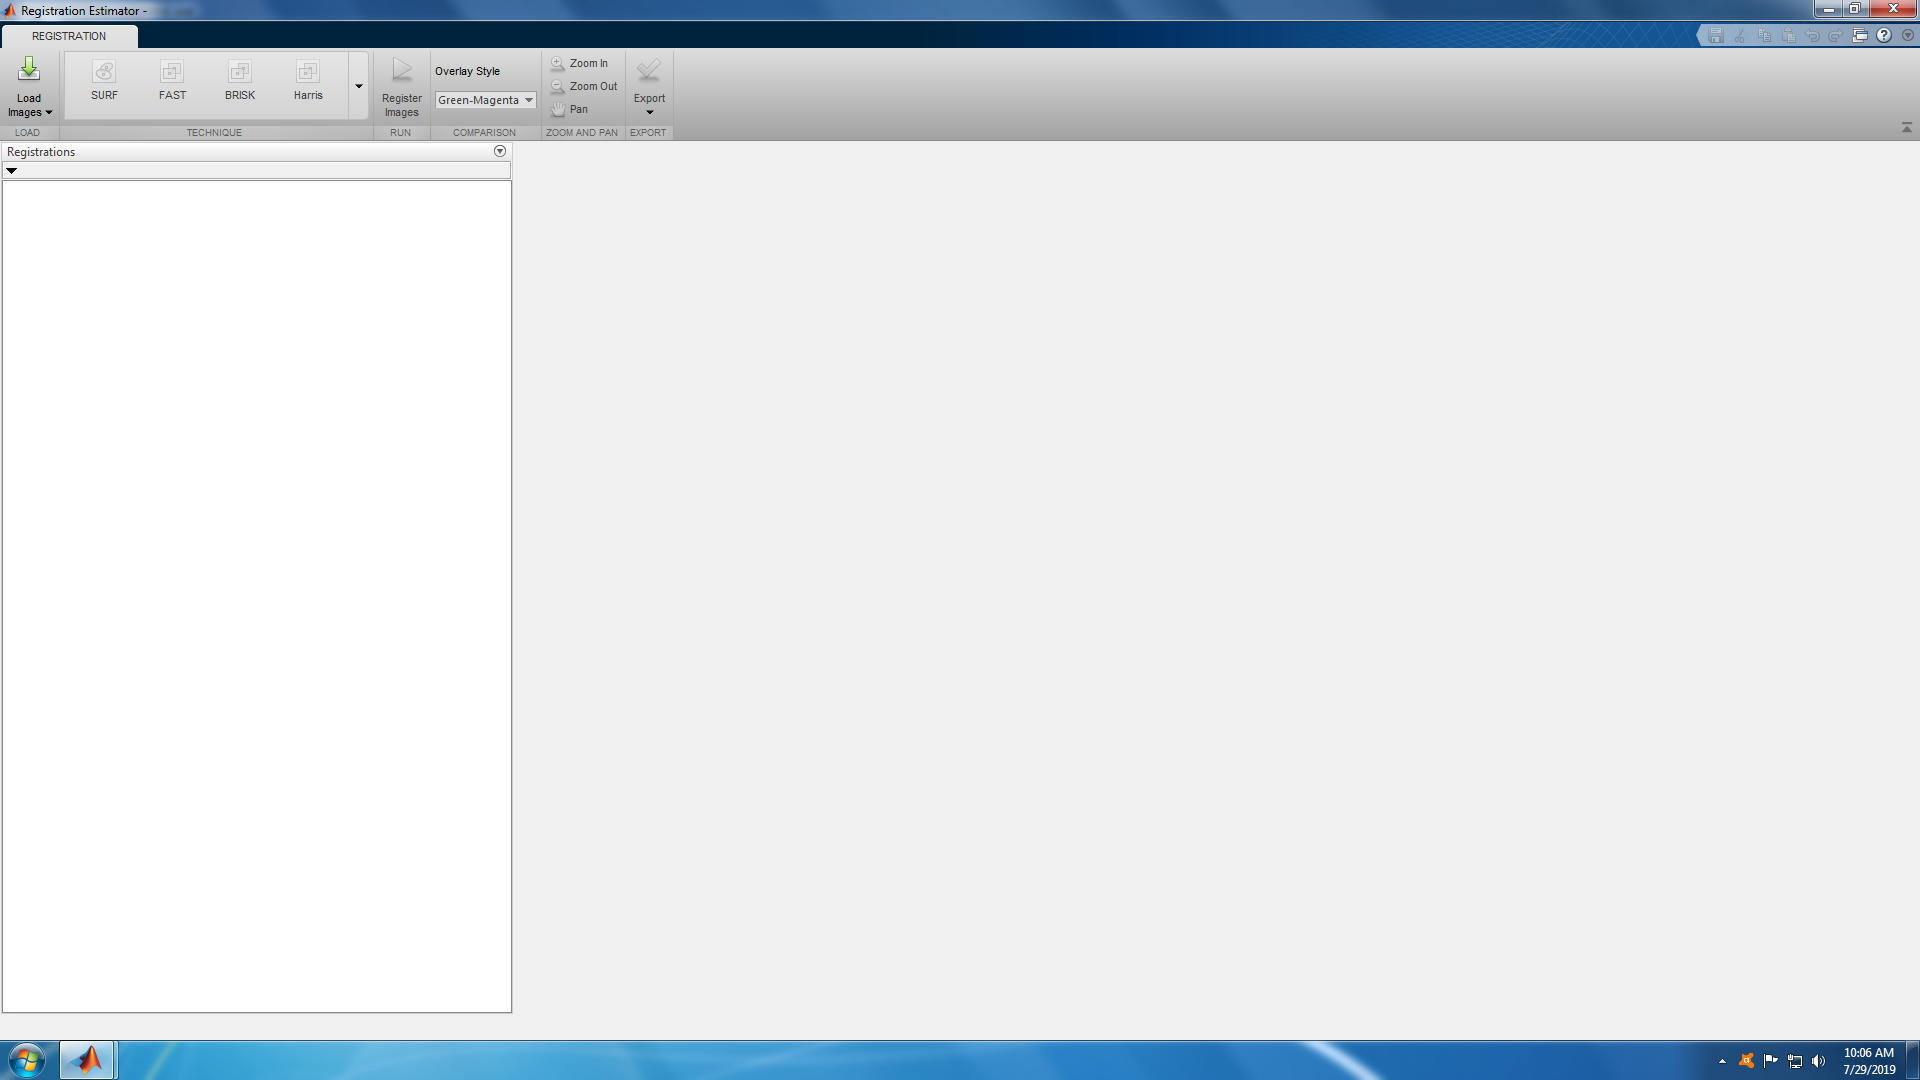 Registration Estimator -
REGISTRATION
Load
Images
SURF
FAST
BRISK
Harris
Register
Images
Overlay Style
Green-Magenta
Zoom In
Zoom Out
Pan
Export
LOAD
TECHNIQUE
RUN
COMPARISON
ZOOM AND PAN
EXPORT
Registrations
10:06 AM
7/29/2019